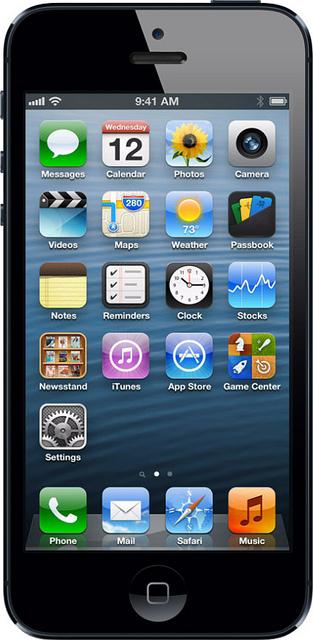 9:41 AM
Wednesday
12
Messages Calendar Photos Camera
280
73°
Videos Maps Weather Passbook
Notes Reminders Clock Stocks
Newsstand iTunes App Store Game Center
Settings
Phone Mail Safari Music